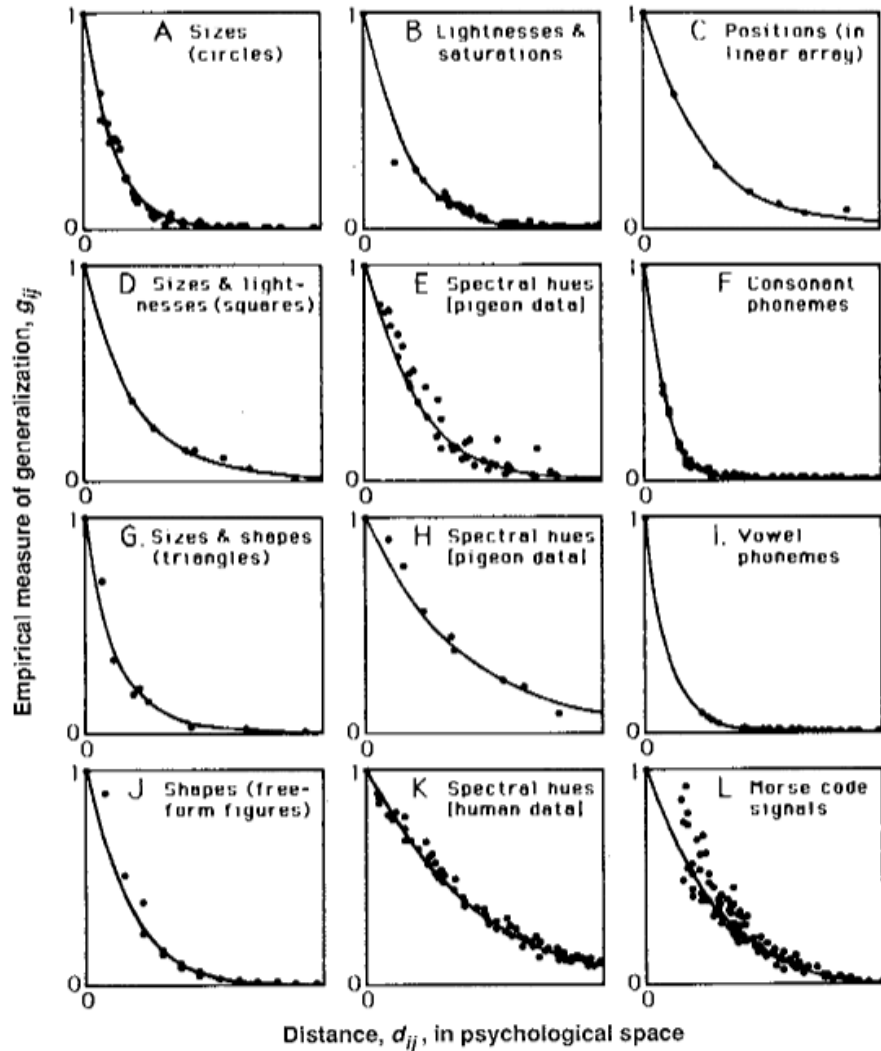 Empirical measure of generalization, gij
1
A Sizes
(circles)
0
0
B Lightnesses &
saturations
0
0
C Positions (in
linear array)
0
0
1
D Sizes & light-
nesses (squares)
0
0
1
E Spectral hues
[pigeon data]
0
0
1
F Consonant
phonemes
0
0
1
G. Sizes & shapes
(triangles)
0
0
1
H Spectral hues
[pigeon data]
0
0
1
I. Vowel
phonemes
0
0
1
J Shapes (free-
form figures)
0
0
1
K Spectral hues
[human data]
0
0
1
L Morse code
signals
0
0
Distance, dij, in psychological space